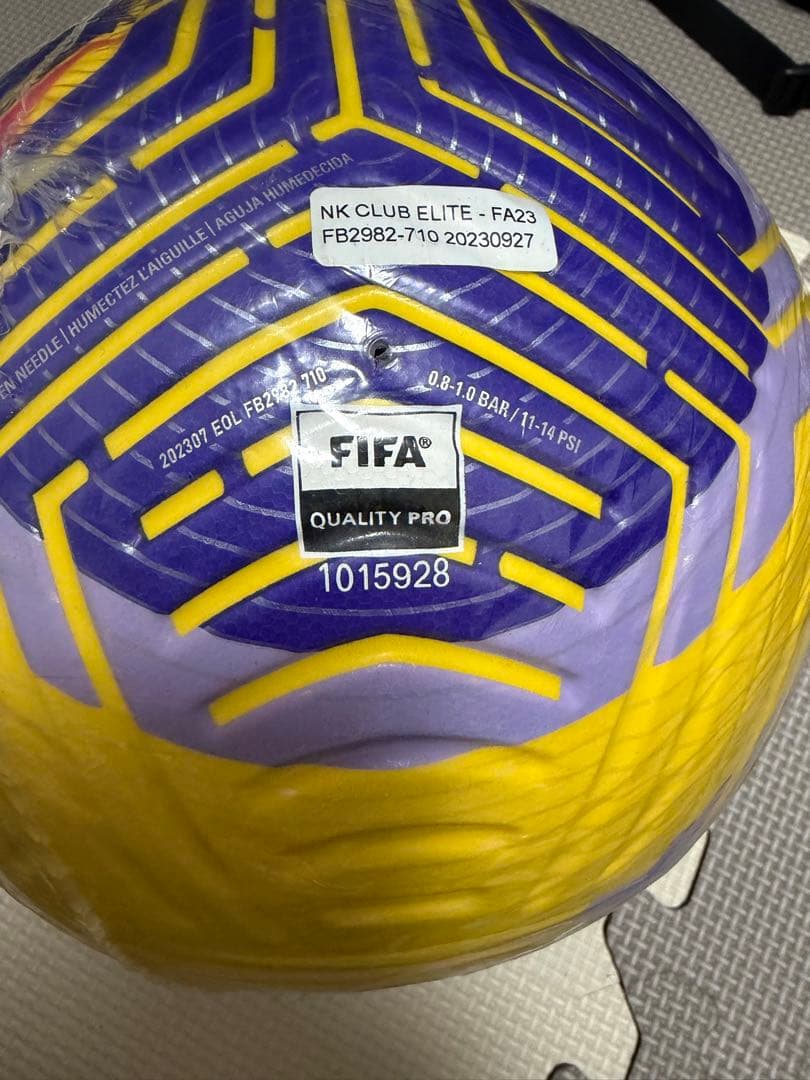 EN NEEDLE | HUMECTEZ L'AIGUILLE | AGUJA HUMEDECIDA
NK CLUB ELITE - FA23
FB2982-710 20230927
202307 EOL FB2982 710
0.8-1.0 BAR / 11-14 PSI
FIFA®
QUALITY PRO
1015928